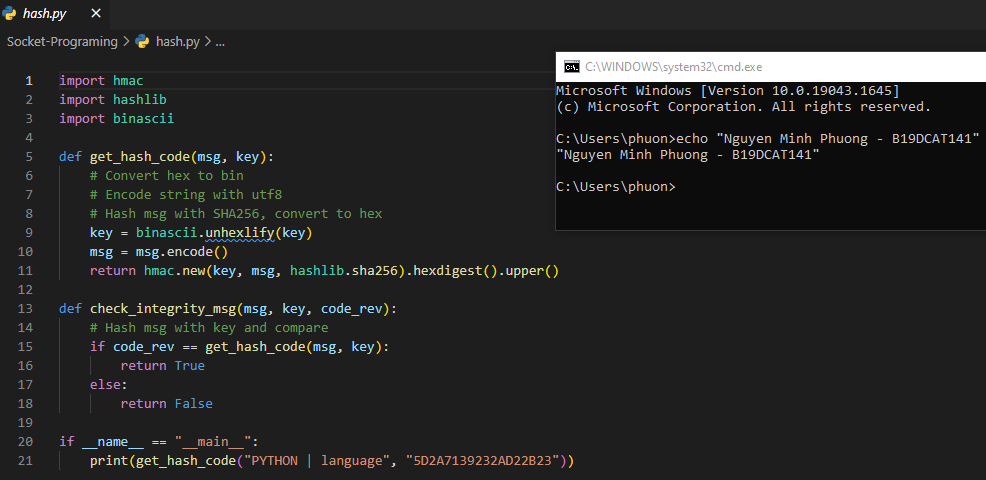 hash.py
Socket-Programing > hash.py > ...
1 import hmac
2 import hashlib
3 import binascii
4
5 def get_hash_code(msg, key):
6     # Convert hex to bin
7     # Encode string with utf8
8     # Hash msg with SHA256, convert to hex
9     key = binascii.unhexlify(key)
10     msg = msg.encode()
11     return hmac.new(key, msg, hashlib.sha256).hexdigest().upper()
12
13 def check_integrity_msg(msg, key, code_rev):
14     # Hash msg with key and compare
15     if code_rev == get_hash_code(msg, key):
16         return True
17     else:
18         return False
19
20 if __name__ == "__main__":
21     print(get_hash_code("PYTHON | language", "5D2A7139232AD22B23"))
C:\WINDOWS\system32\cmd.exe
Microsoft Windows [Version 10.0.19043.1645]
(c) Microsoft Corporation. All rights reserved.
C:\Users\phuon>echo "Nguyen Minh Phuong - B19DCAT141"
"Nguyen Minh Phuong - B19DCAT141"
C:\Users\phuon>